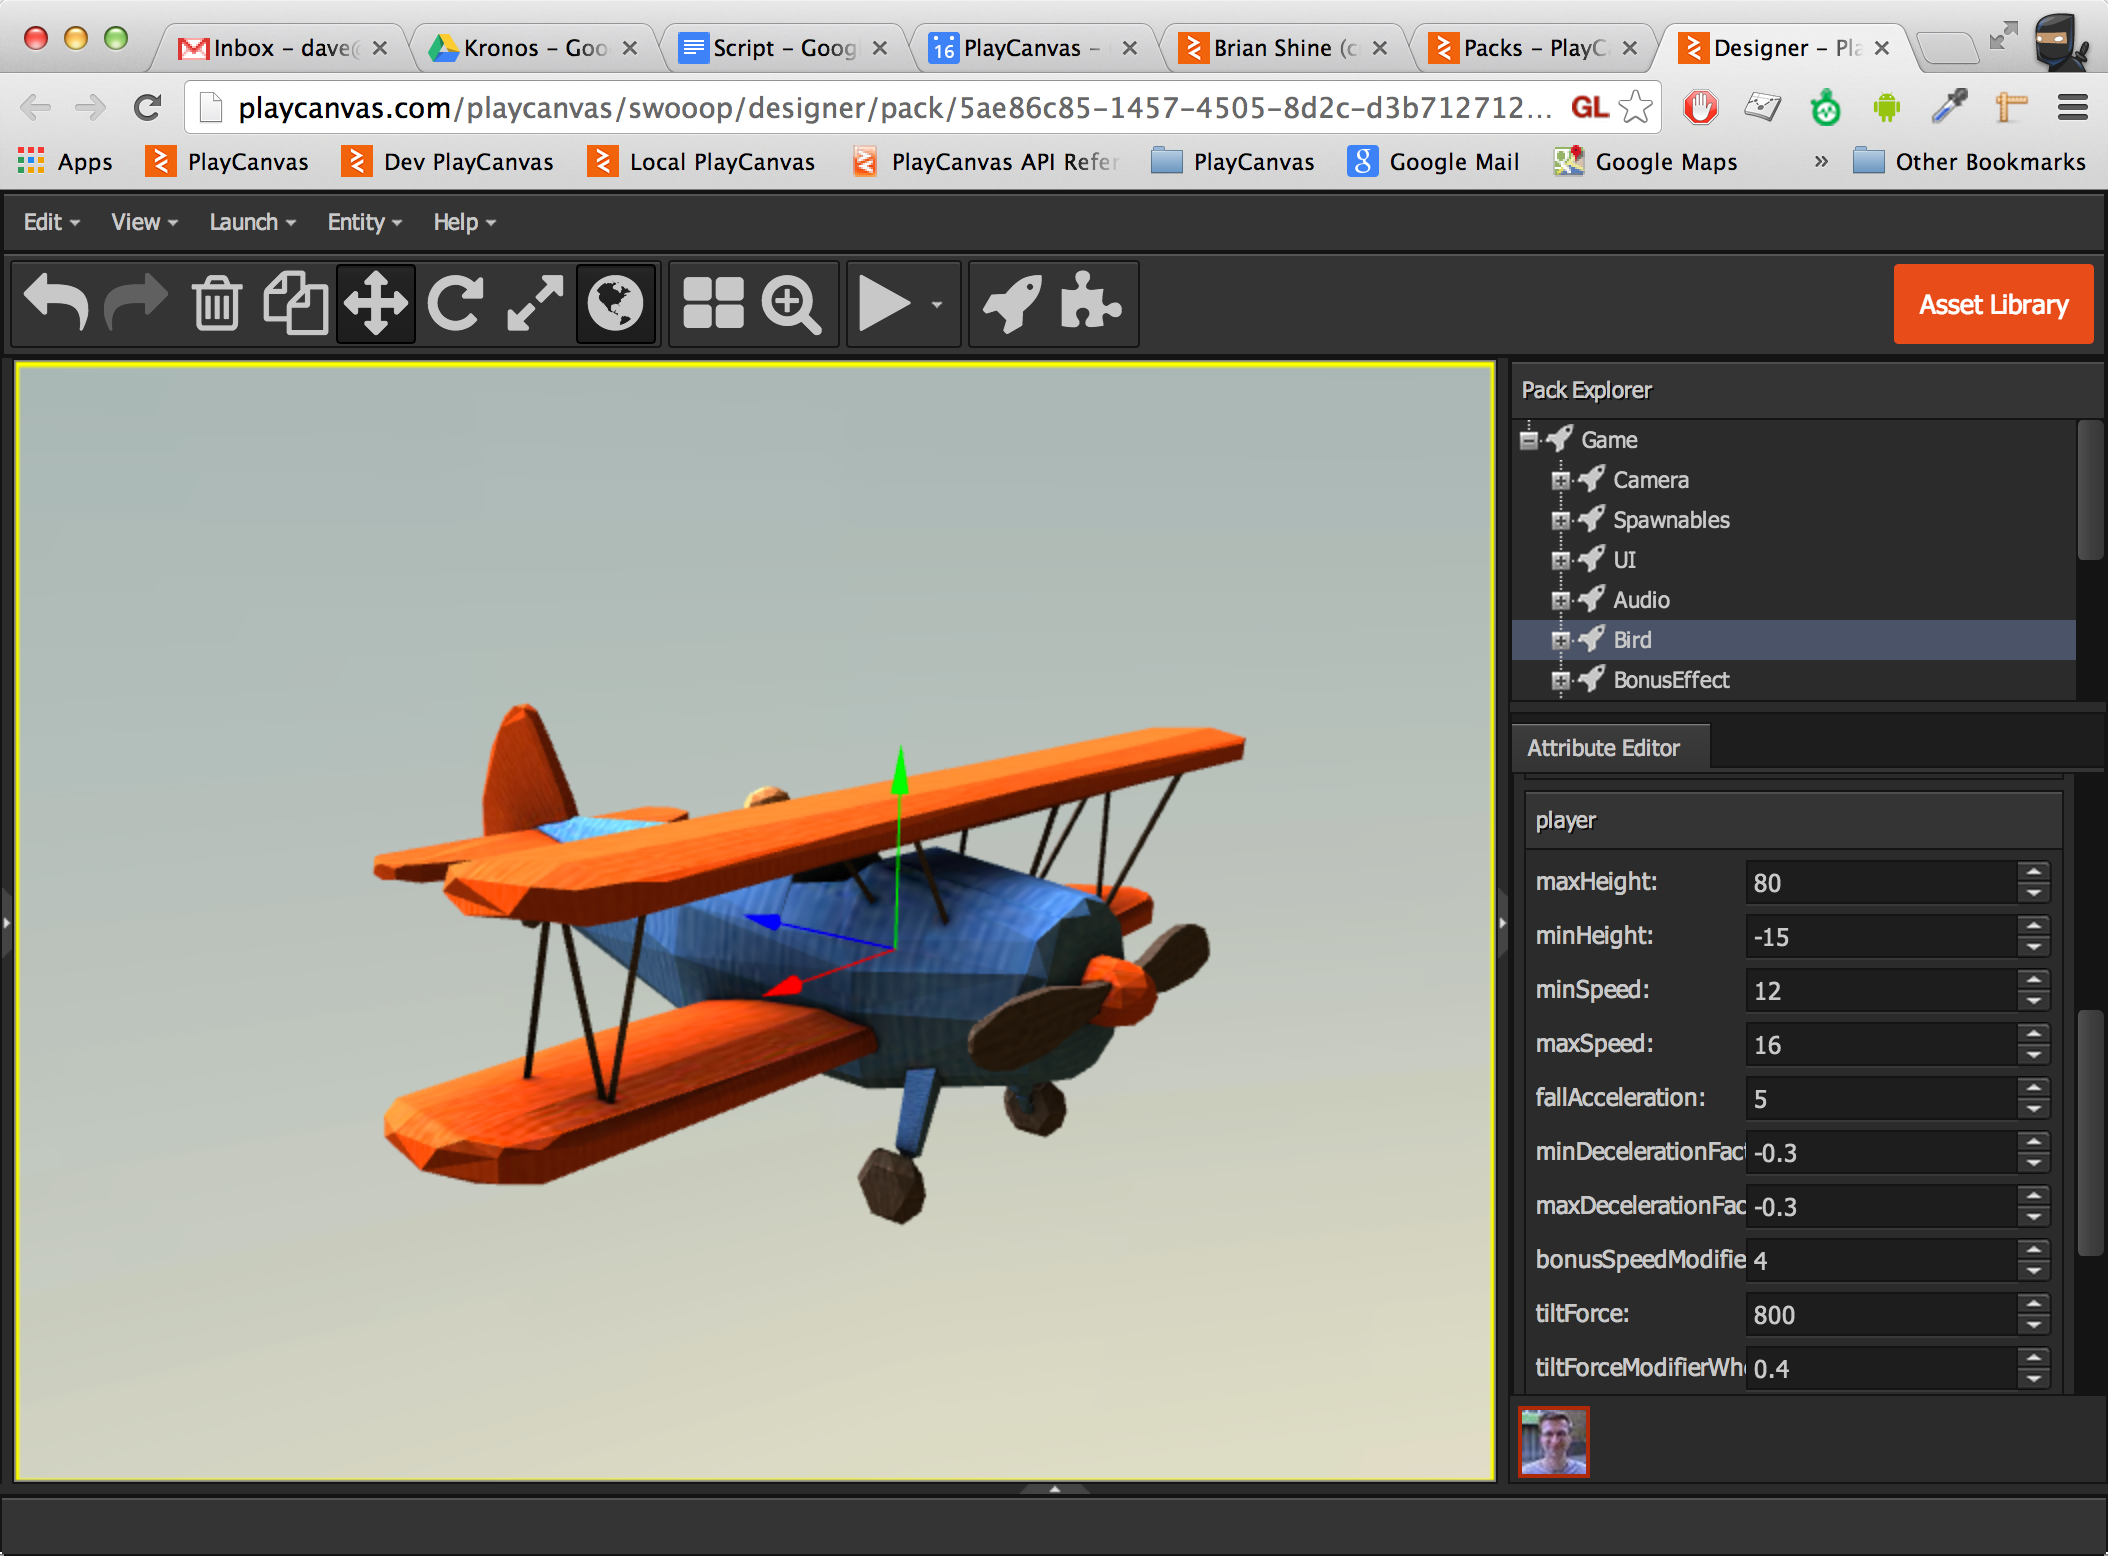 Inbox – dave@
Kronos – Goo
Script – Goog
16 PlayCanvas –
Brian Shine (c
Packs – PlayC
Designer – Pla
playcanvas.com/playcanvas/swooop/designer/pack/5ae86c85-1457-4505-8d2c-d3b712712... GL
Apps PlayCanvas Dev PlayCanvas Local PlayCanvas PlayCanvas API Refer PlayCanvas 8 Google Mail Google Maps » Other Bookmarks
Edit View Launch Entity Help
Asset Library
Pack Explorer
Game
Camera
Spawnables
UI
Audio
Bird
BonusEffect
Attribute Editor
player
maxHeight: 80
minHeight: -15
minSpeed: 12
maxSpeed: 16
fallAcceleration: 5
minDecelerationFact -0.3
maxDecelerationFac -0.3
bonusSpeedModifie 4
tiltForce: 800
tiltForceModifierWh 0.4